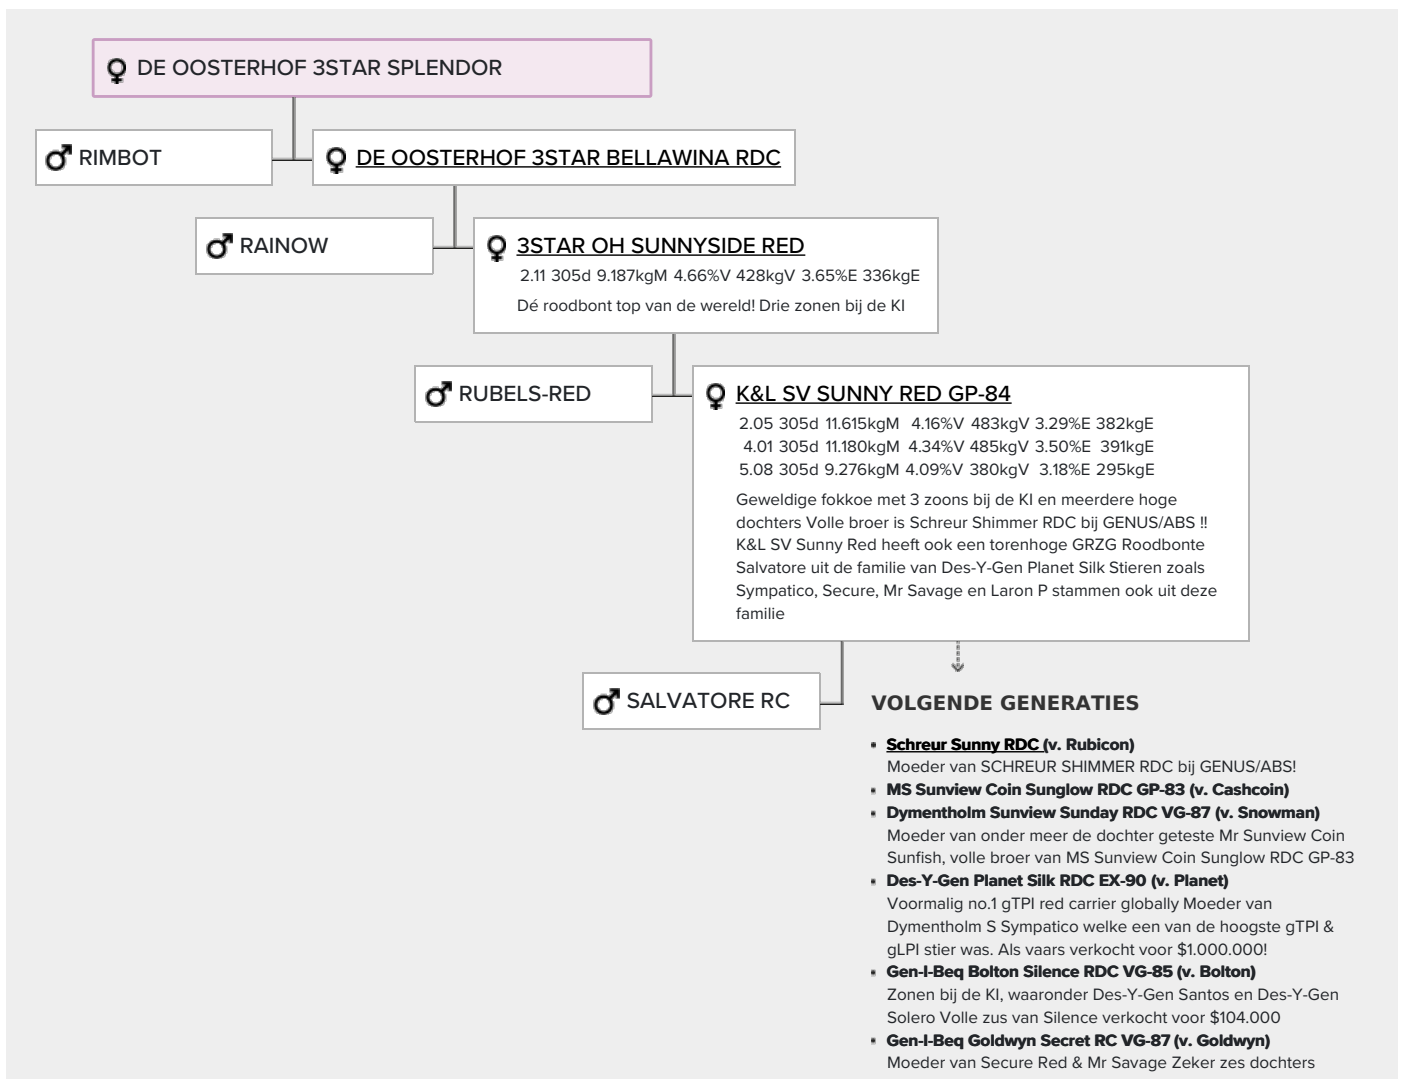 DE OOSTERHOF 3STAR SPLENDOR
RIMBOT
DE OOSTERHOF 3STAR BELLAWINA RDC
RAINOW
3STAR OH SUNNYSIDE RED
2.11 305d 9.187kgM 4.66%V 428kgV 3.65%E 336kgE
Dé roodbont top van de wereld! Drie zonen bij de KI
RUBELS-RED
K&L SV SUNNY RED GP-84
2.05 305d 11.615kgM 4.16%V 483kgV 3.29%E 382kgE
4.01 305d 11.180kgM 4.34%V 485kgV 3.50%E 391kgE
5.08 305d 9.276kgM 4.09%V 380kgV 3.18%E 295kgE
Geweldige fokkoe met 3 zoons bij de KI en meerdere hoge
dochters Volle broer is Schreur Shimmer RDC bij GENUS/ABS !!
K&L SV Sunny Red heeft ook een torenhoge GRZG Roodbonte
Salvatore uit de familie van Des-Y-Gen Planet Silk Stieren zoals
Sympatico, Secure, Mr Savage en Laron P stammen ook uit deze
familie
SALVATORE RC
VOLGENDE GENERATIES
Schreur Sunny RDC (v. Rubicon)
Moeder van SCHREUR SHIMMER RDC bij GENUS/ABS!
MS Sunview Coin Sunglow RDC GP-83 (v. Cashcoin)
Dymentholm Sunview Sunday RDC VG-87 (v. Snowman)
Moeder van onder meer de dochter geteste Mr Sunview Coin
Sunfish, volle broer van MS Sunview Coin Sunglow RDC GP-83
Des-Y-Gen Planet Silk RDC EX-90 (v. Planet)
Voormalig no.1 gTPI red carrier globally Moeder van
Dymentholm S Sympatico welke een van de hoogste gTPI &
gLPI stier was. Als vaars verkocht voor $1.000.000!
Gen-I-Beq Bolton Silence RDC VG-85 (v. Bolton)
Zonen bij de KI, waaronder Des-Y-Gen Santos en Des-Y-Gen
Solero Volle zus van Silence verkocht voor $104.000
Gen-I-Beq Goldwyn Secret RC VG-87 (v. Goldwyn)
Moeder van Secure Red & Mr Savage Zeker zes dochters